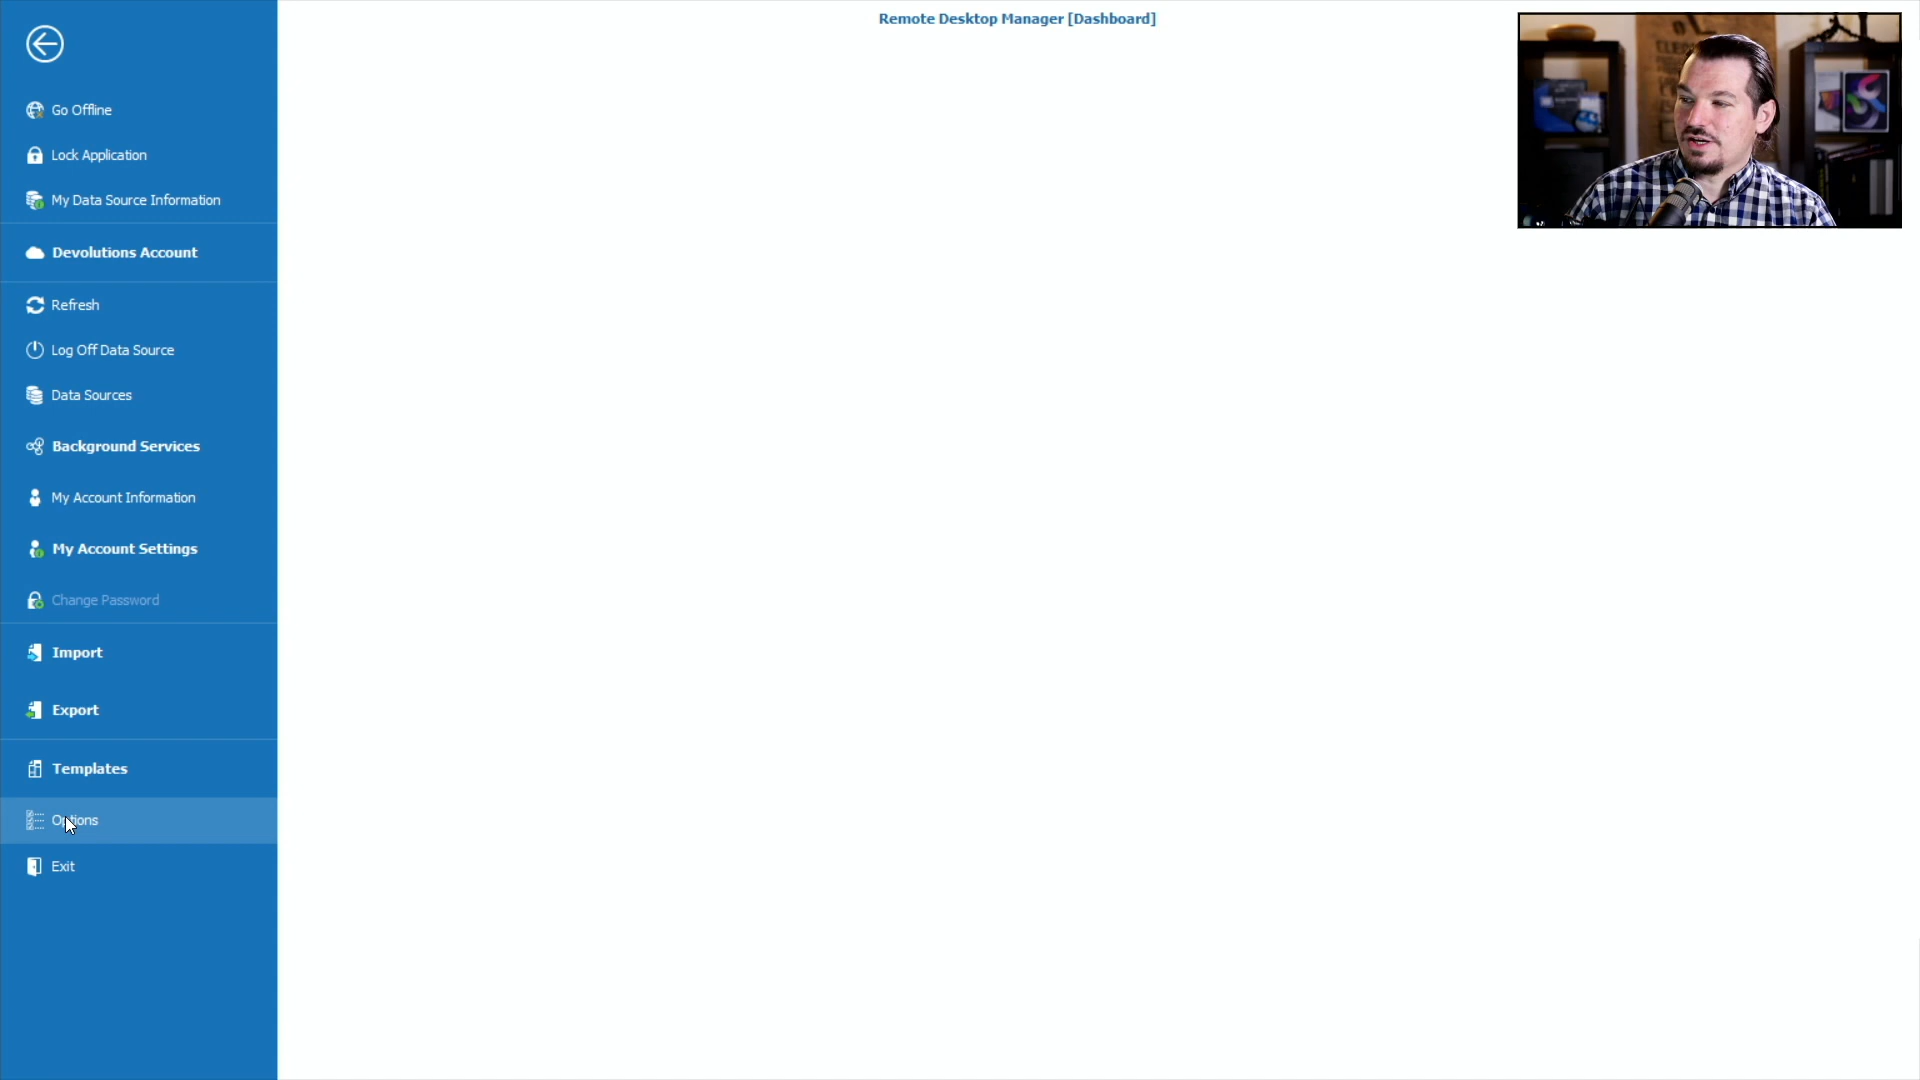 Remote Desktop Manager [Dashboard]
Go Offline
Lock Application
My Data Source Information
Devolutions Account
Refresh
Log Off Data Source
Data Sources
Background Services
My Account Information
My Account Settings
Change Password
Import
Export
Templates
Options
Exit